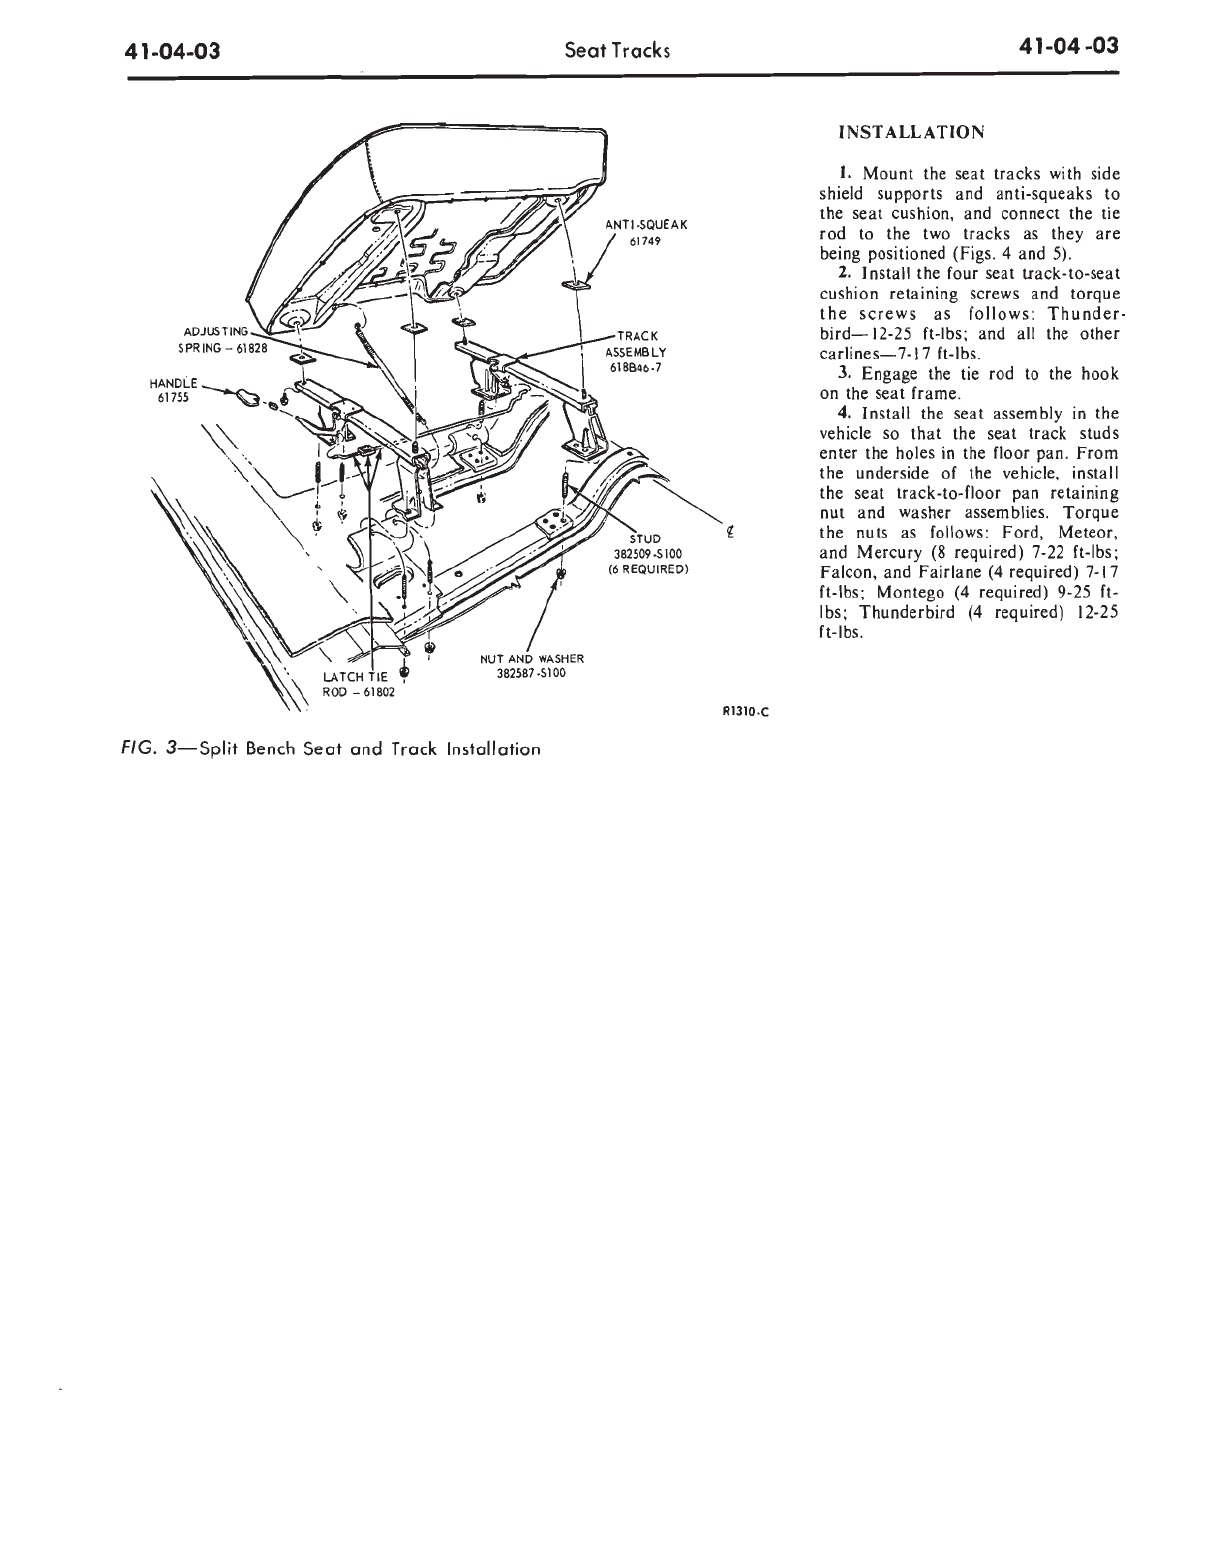 41-04-03
Seat Tracks
41-04-03
ANTI-SQUEAK
61749
ADJUSTING
SPRING - 61828
TRACK
ASSEMBLY
618B46-7
HANDLE
61755
℄
STUD
382509-S100
(6 REQUIRED)
NUT AND WASHER
382587-S100
LATCH TIE
ROD - 61802
R1310-C
FIG. 3—Split Bench Seat and Track Installation
INSTALLATION
1. Mount the seat tracks with side
shield supports and anti-squeaks to
the seat cushion, and connect the tie
rod to the two tracks as they are
being positioned (Figs. 4 and 5).
2. Install the four seat track-to-seat
cushion retaining screws and torque
the screws as follows: Thunder-
bird—12-25 ft-lbs; and all the other
carlines—7-17 ft-lbs.
3. Engage the tie rod to the hook
on the seat frame.
4. Install the seat assembly in the
vehicle so that the seat track studs
enter the holes in the floor pan. From
the underside of the vehicle, install
the seat track-to-floor pan retaining
nut and washer assemblies. Torque
the nuts as follows: Ford, Meteor,
and Mercury (8 required) 7-22 ft-lbs;
Falcon, and Fairlane (4 required) 7-17
ft-lbs; Montego (4 required) 9-25 ft-
lbs; Thunderbird (4 required) 12-25
ft-lbs.